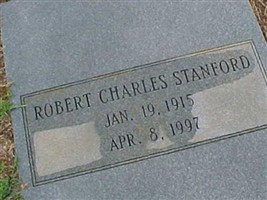 ROBERT CHARLES STANFORD
JAN. 19, 1915
APR. 8, 1997